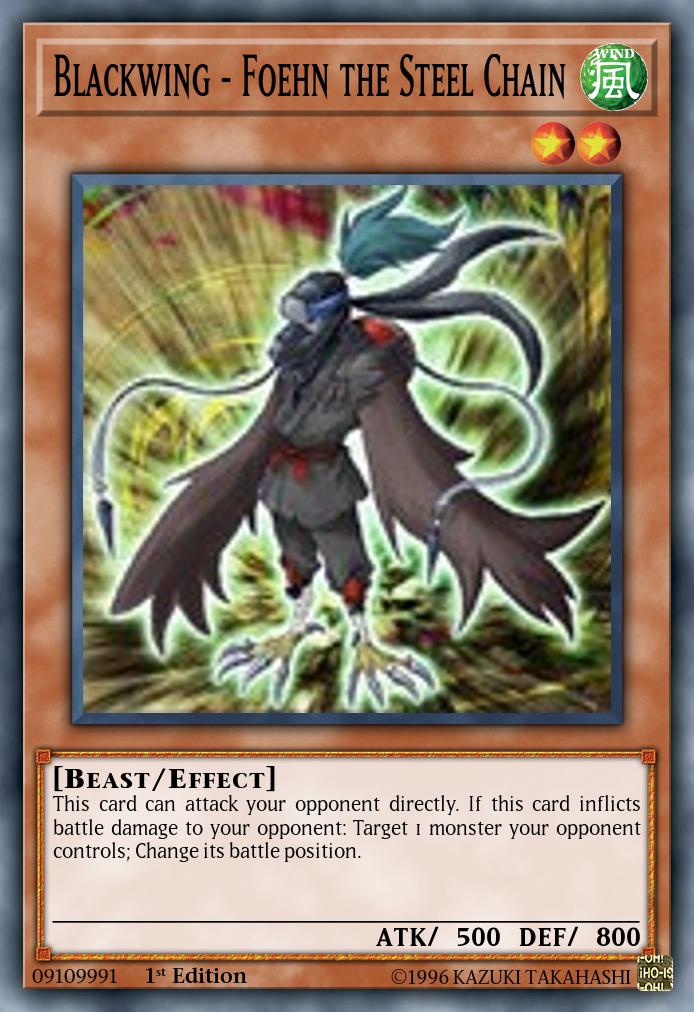 BLACKWING - FOEHN THE STEEL CHAIN
WIND
風
[BEAST/EFFECT]
This card can attack your opponent directly. If this card inflicts
battle damage to your opponent: Target 1 monster your opponent
controls; Change its battle position.
ATK/ 500 DEF/ 800
09109991 1st Edition ©1996 KAZUKI TAKAHASHI